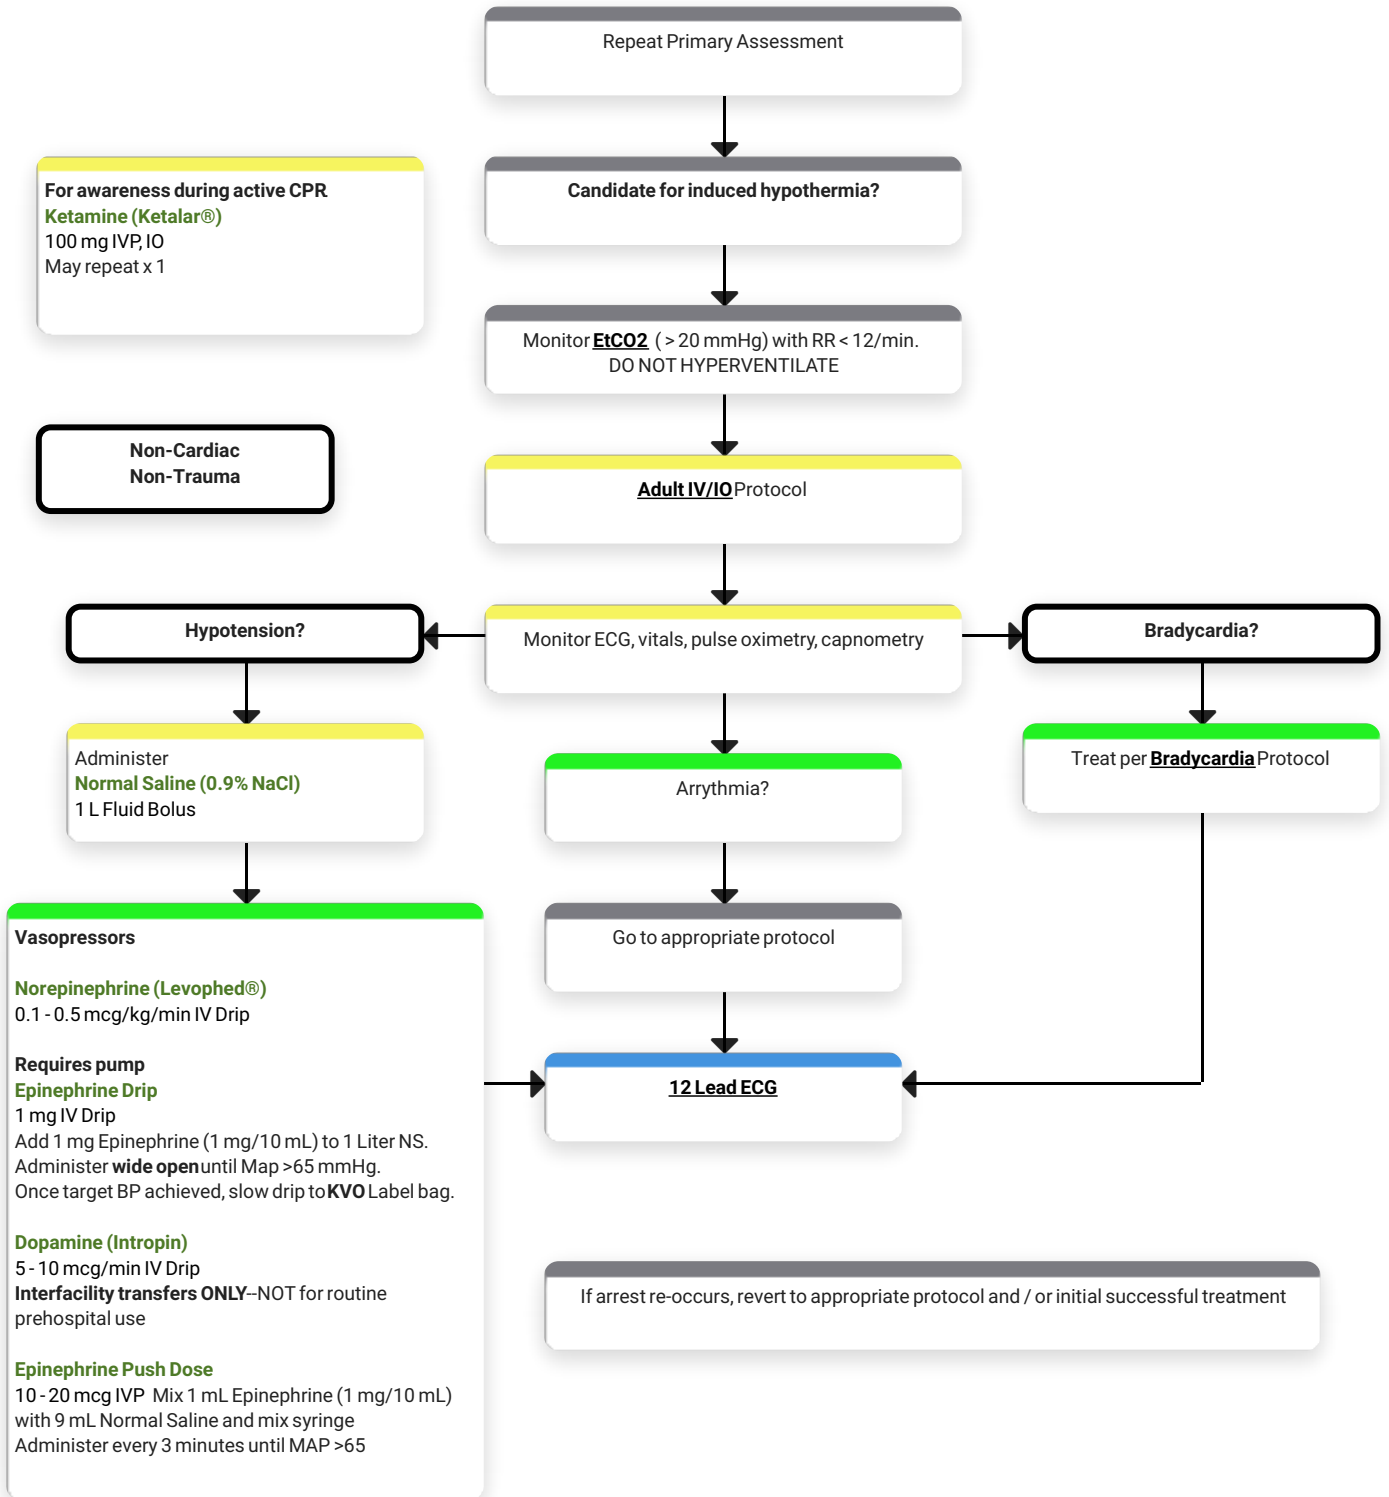 Repeat Primary Assessment
For awareness during active CPR
Ketamine (Ketalar®)
100 mg IVP, IO
May repeat x 1
Candidate for induced hypothermia?
Monitor EtCO2 ( > 20 mmHg) with RR < 12/min.
DO NOT HYPERVENTILATE
Non-Cardiac
Non-Trauma
Adult IV/IO Protocol
Hypotension?
Monitor ECG, vitals, pulse oximetry, capnometry
Bradycardia?
Administer
Normal Saline (0.9% NaCl)
1 L Fluid Bolus
Arrythmia?
Treat per Bradycardia Protocol
Vasopressors
Norepinephrine (Levophed®)
0.1 - 0.5 mcg/kg/min IV Drip
Requires pump
Epinephrine Drip
1 mg IV Drip
Add 1 mg Epinephrine (1 mg/10 mL) to 1 Liter NS.
Administer wide open until Map >65 mmHg.
Once target BP achieved, slow drip to KVO Label bag.
Dopamine (Intropin)
5 - 10 mcg/min IV Drip
Interfacility transfers ONLY--NOT for routine
prehospital use
Epinephrine Push Dose
10 - 20 mcg IVP Mix 1 mL Epinephrine (1 mg/10 mL)
with 9 mL Normal Saline and mix syringe
Administer every 3 minutes until MAP >65
Go to appropriate protocol
12 Lead ECG
If arrest re-occurs, revert to appropriate protocol and / or initial successful treatment